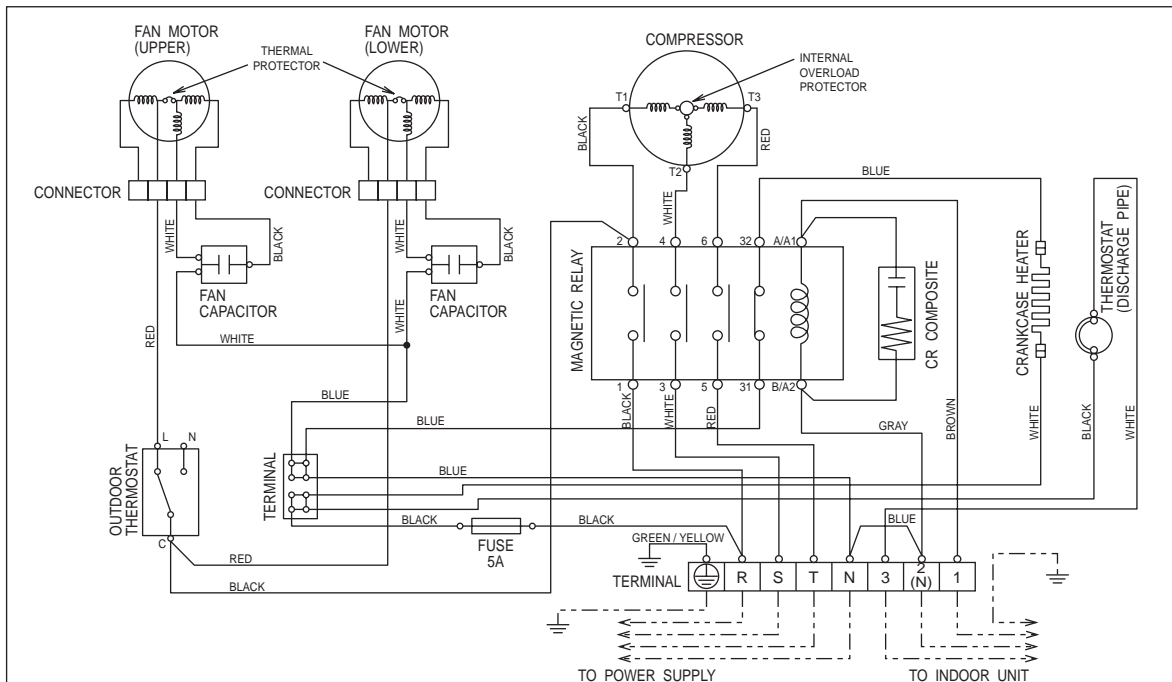 FAN MOTOR
(UPPER)
THERMAL
PROTECTOR
FAN MOTOR
(LOWER)
COMPRESSOR
INTERNAL
OVERLOAD
PROTECTOR
T1
T3
T2
BLACK
RED
WHITE
BLUE
CONNECTOR
CONNECTOR
WHITE
BLACK
WHITE
BLACK
FAN
CAPACITOR
FAN
CAPACITOR
RED
WHITE
WHITE
2
4
6
32
A/A1
MAGNETIC RELAY
CR COMPOSITE
CRANKCASE HEATER
THERMOSTAT
(DISCHARGE PIPE)
1
3
5
31
B/A2
BLACK
WHITE
RED
GRAY
BROWN
WHITE
BLACK
WHITE
BLUE
BLUE
BLUE
L
N
OUTDOOR
THERMOSTAT
C
TERMINAL
BLACK
FUSE
5A
BLACK
RED
BLACK
GREEN / YELLOW
BLUE
TERMINAL
R
S
T
N
3
2
(N)
1
TO POWER SUPPLY
TO INDOOR UNIT